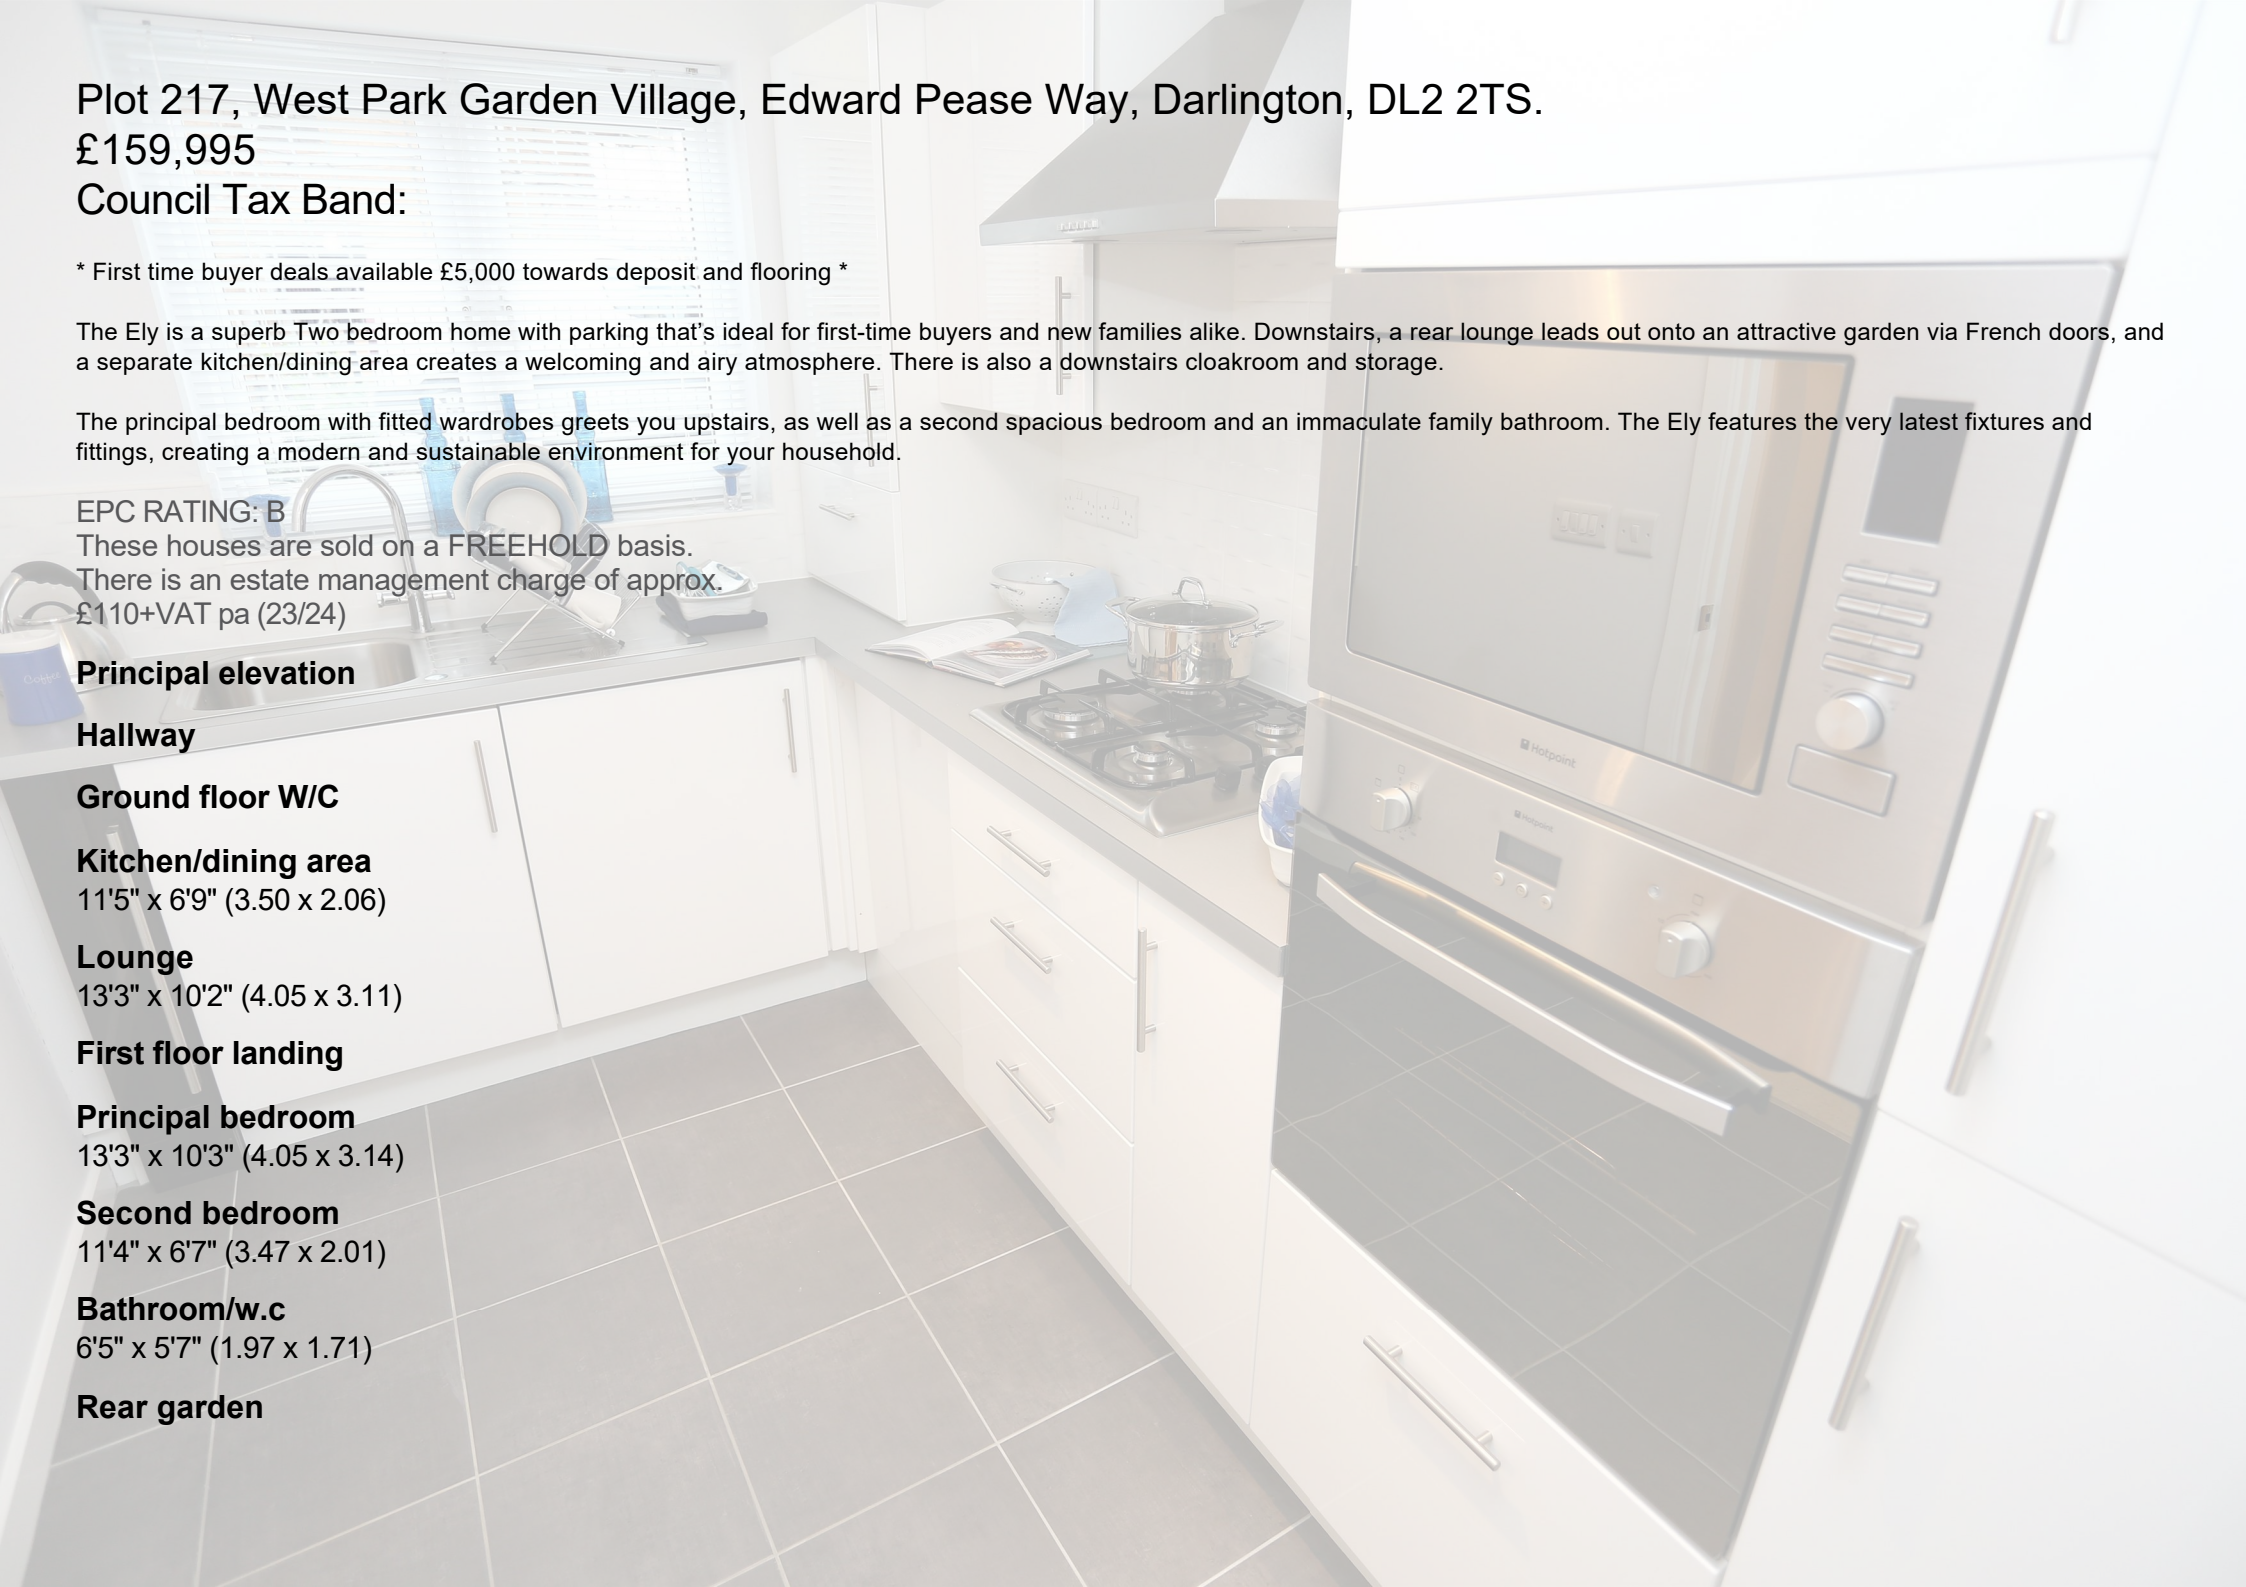 Plot 217, West Park Garden Village, Edward Pease Way, Darlington, DL2 2TS.
£159,995
Council Tax Band:
* First time buyer deals available £5,000 towards deposit and flooring *
The Ely is a superb Two bedroom home with parking that’s ideal for first-time buyers and new families alike. Downstairs, a rear lounge leads out onto an attractive garden via French doors, and
a separate kitchen/dining area creates a welcoming and airy atmosphere. There is also a downstairs cloakroom and storage.
The principal bedroom with fitted wardrobes greets you upstairs, as well as a second spacious bedroom and an immaculate family bathroom. The Ely features the very latest fixtures and
fittings, creating a modern and sustainable environment for your household.
EPC RATING: B
These houses are sold on a FREEHOLD basis.
There is an estate management charge of approx.
£110+VAT pa (23/24)
Principal elevation
Coffee
Hallway
Hotpoint
Ground floor W/C
Hotpoint
Kitchen/dining area
11'5" x 6'9" (3.50 x 2.06)
Lounge
13'3" x 10'2" (4.05 x 3.11)
First floor landing
Principal bedroom
13'3" x 10'3" (4.05 x 3.14)
Second bedroom
11'4" x 6'7" (3.47 x 2.01)
Bathroom/w.c
6'5" x 5'7" (1.97 x 1.71)
Rear garden